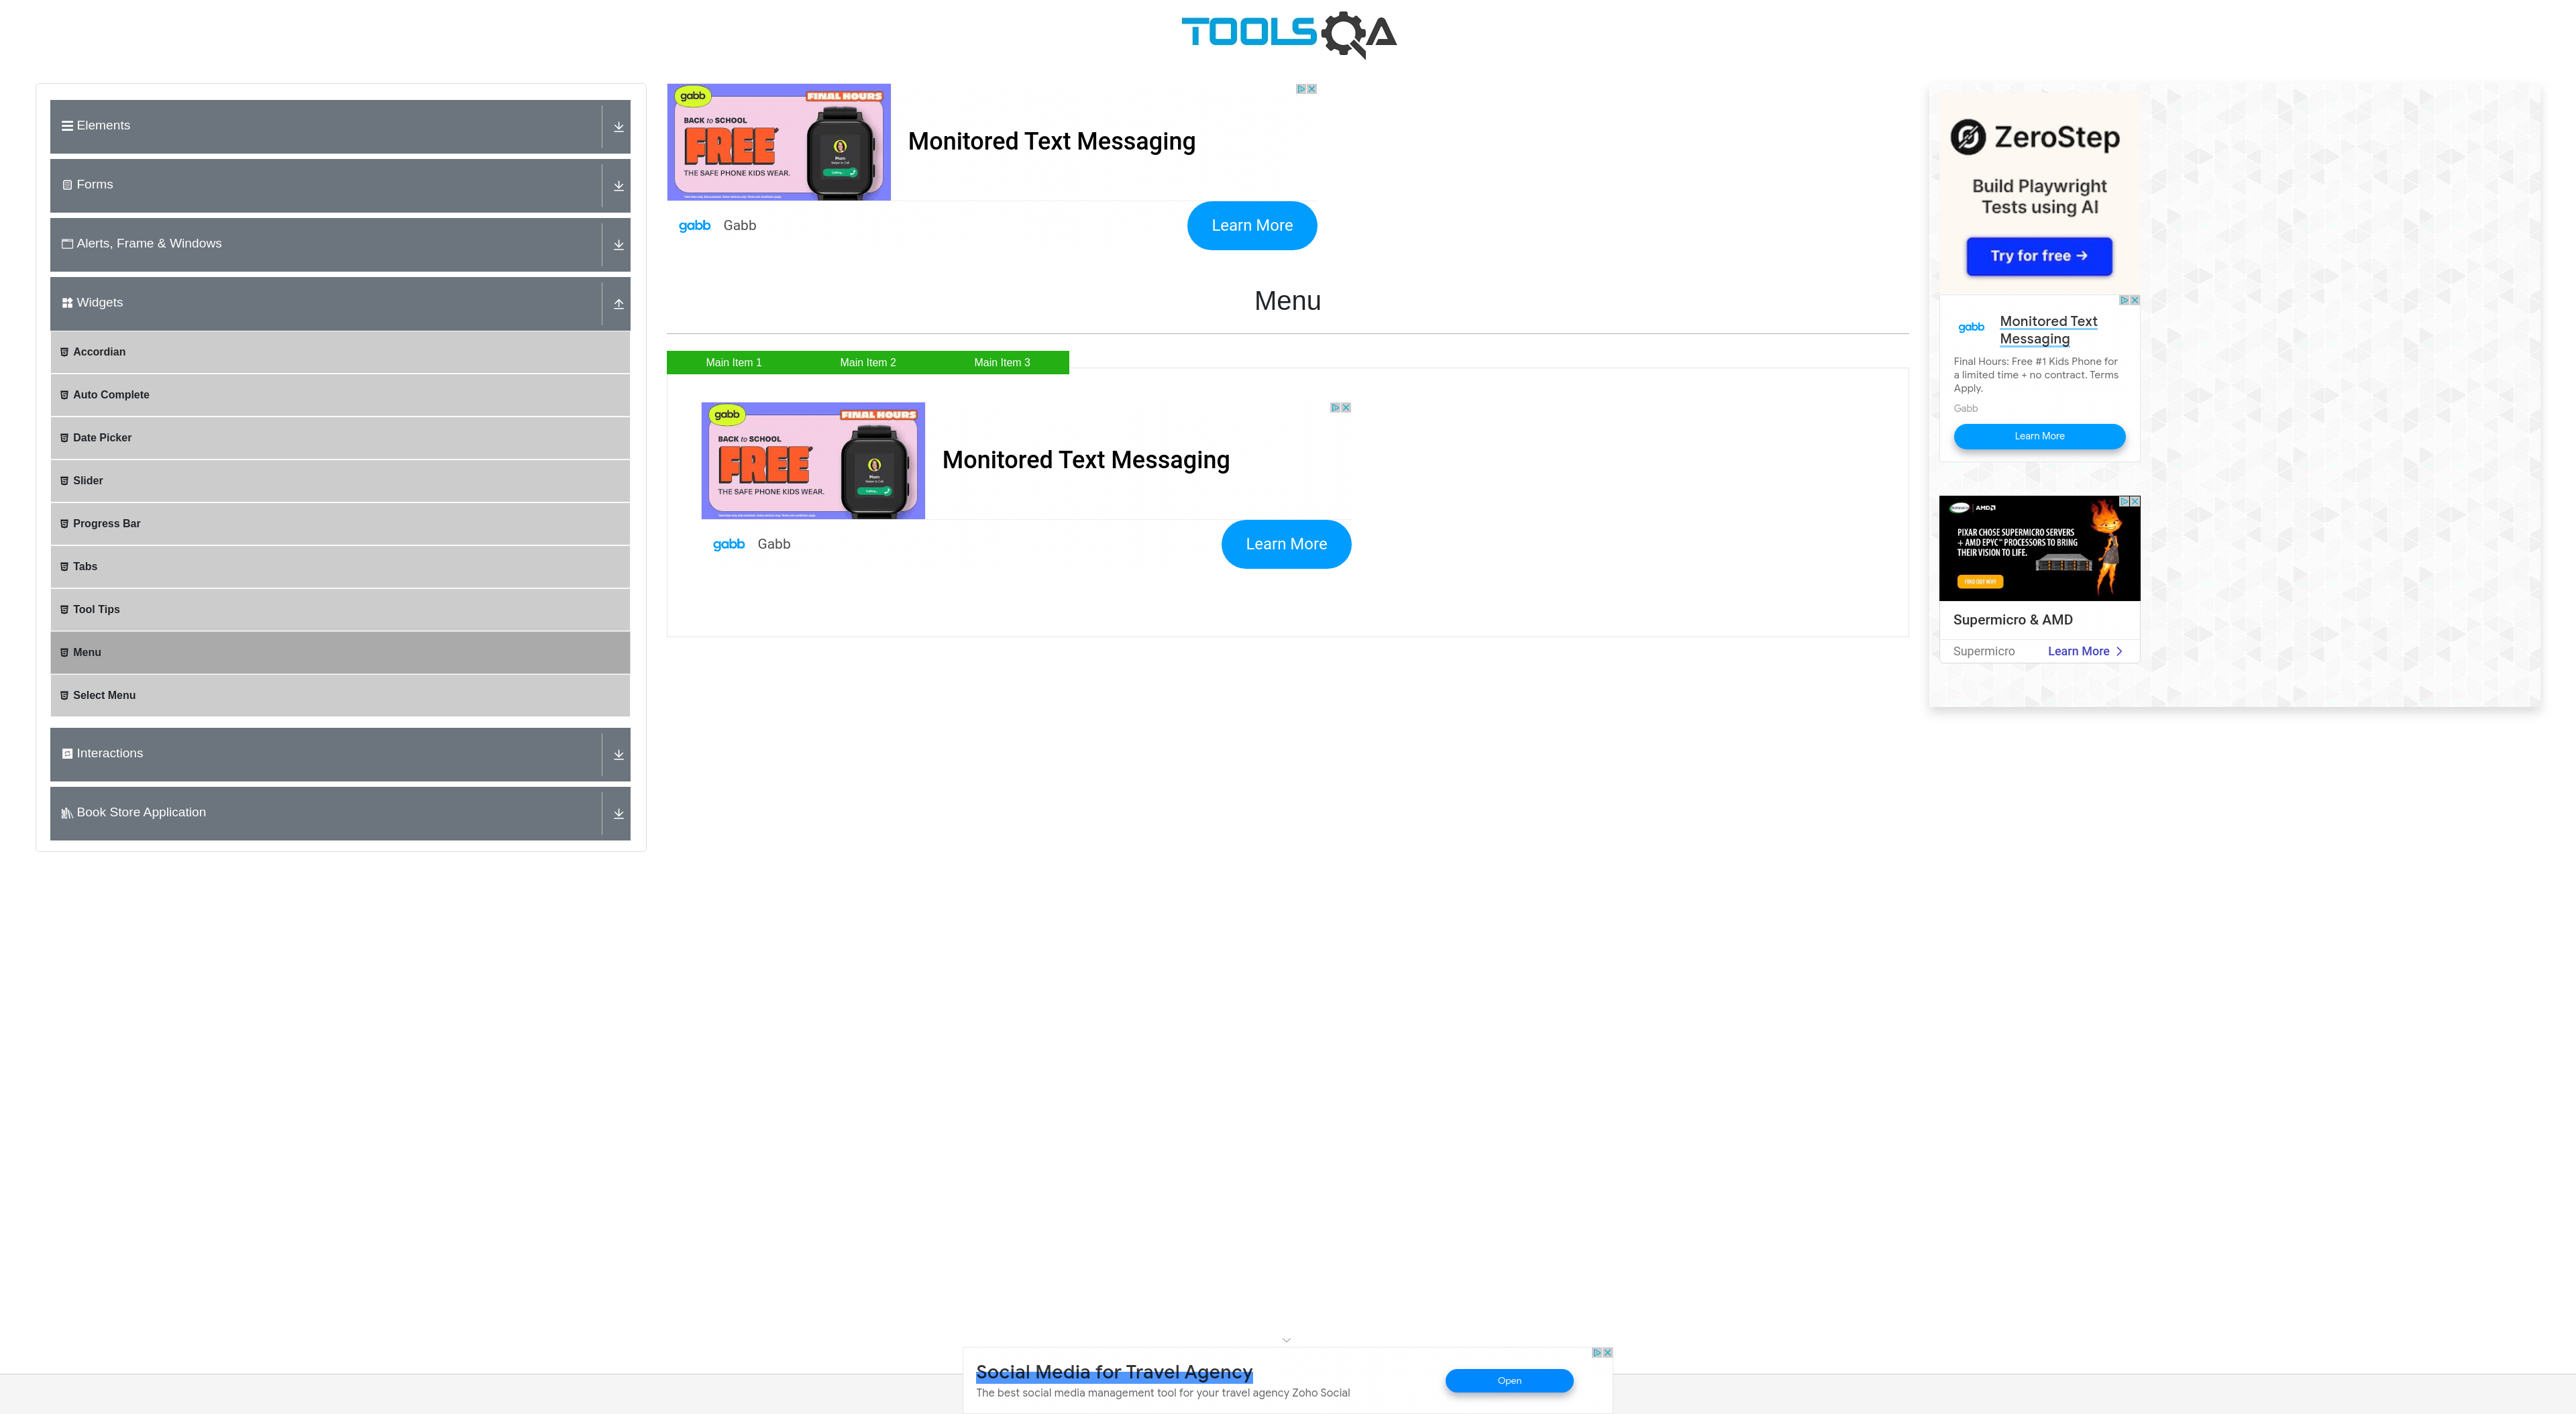 TOOLSQA
Elements
Forms
Alerts, Frame & Windows
Widgets
Accordian
Auto Complete
Date Picker
Slider
Progress Bar
Tabs
Tool Tips
Menu
Select Menu
Interactions
Book Store Application
gabb
FINAL HOURS
BACK to SCHOOL
FREE
THE SAFE PHONE KIDS WEAR.
Mom
Monitored Text Messaging
gabb Gabb
Learn More
Menu
Main Item 1 Main Item 2 Main Item 3
gabb
FINAL HOURS
BACK to SCHOOL
FREE
THE SAFE PHONE KIDS WEAR.
Mom
Monitored Text Messaging
gabb Gabb
Learn More
ZeroStep
Build Playwright
Tests using AI
Try for free →
gabb
Monitored Text
Messaging
Final Hours: Free #1 Kids Phone for
a limited time + no contract. Terms
Apply.
Gabb
Learn More
AMD
PIXAR CHOSE SUPERMICRO SERVERS
+ AMD EPYC™ PROCESSORS TO BRING
THEIR VISION TO LIFE.
FIND OUT WHY
Supermicro & AMD
Supermicro Learn More
Social Media for Travel Agency
The best social media management tool for your travel agency Zoho Social
Open